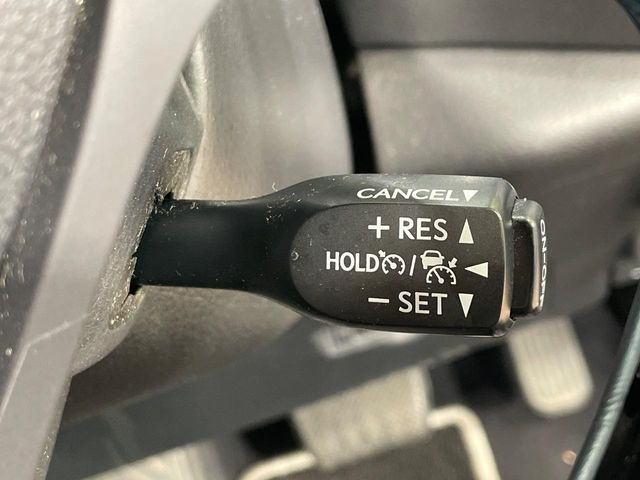 CANCEL▼
+ RES ▲
HOLD / ◀
− SET ▼
ON-OFF